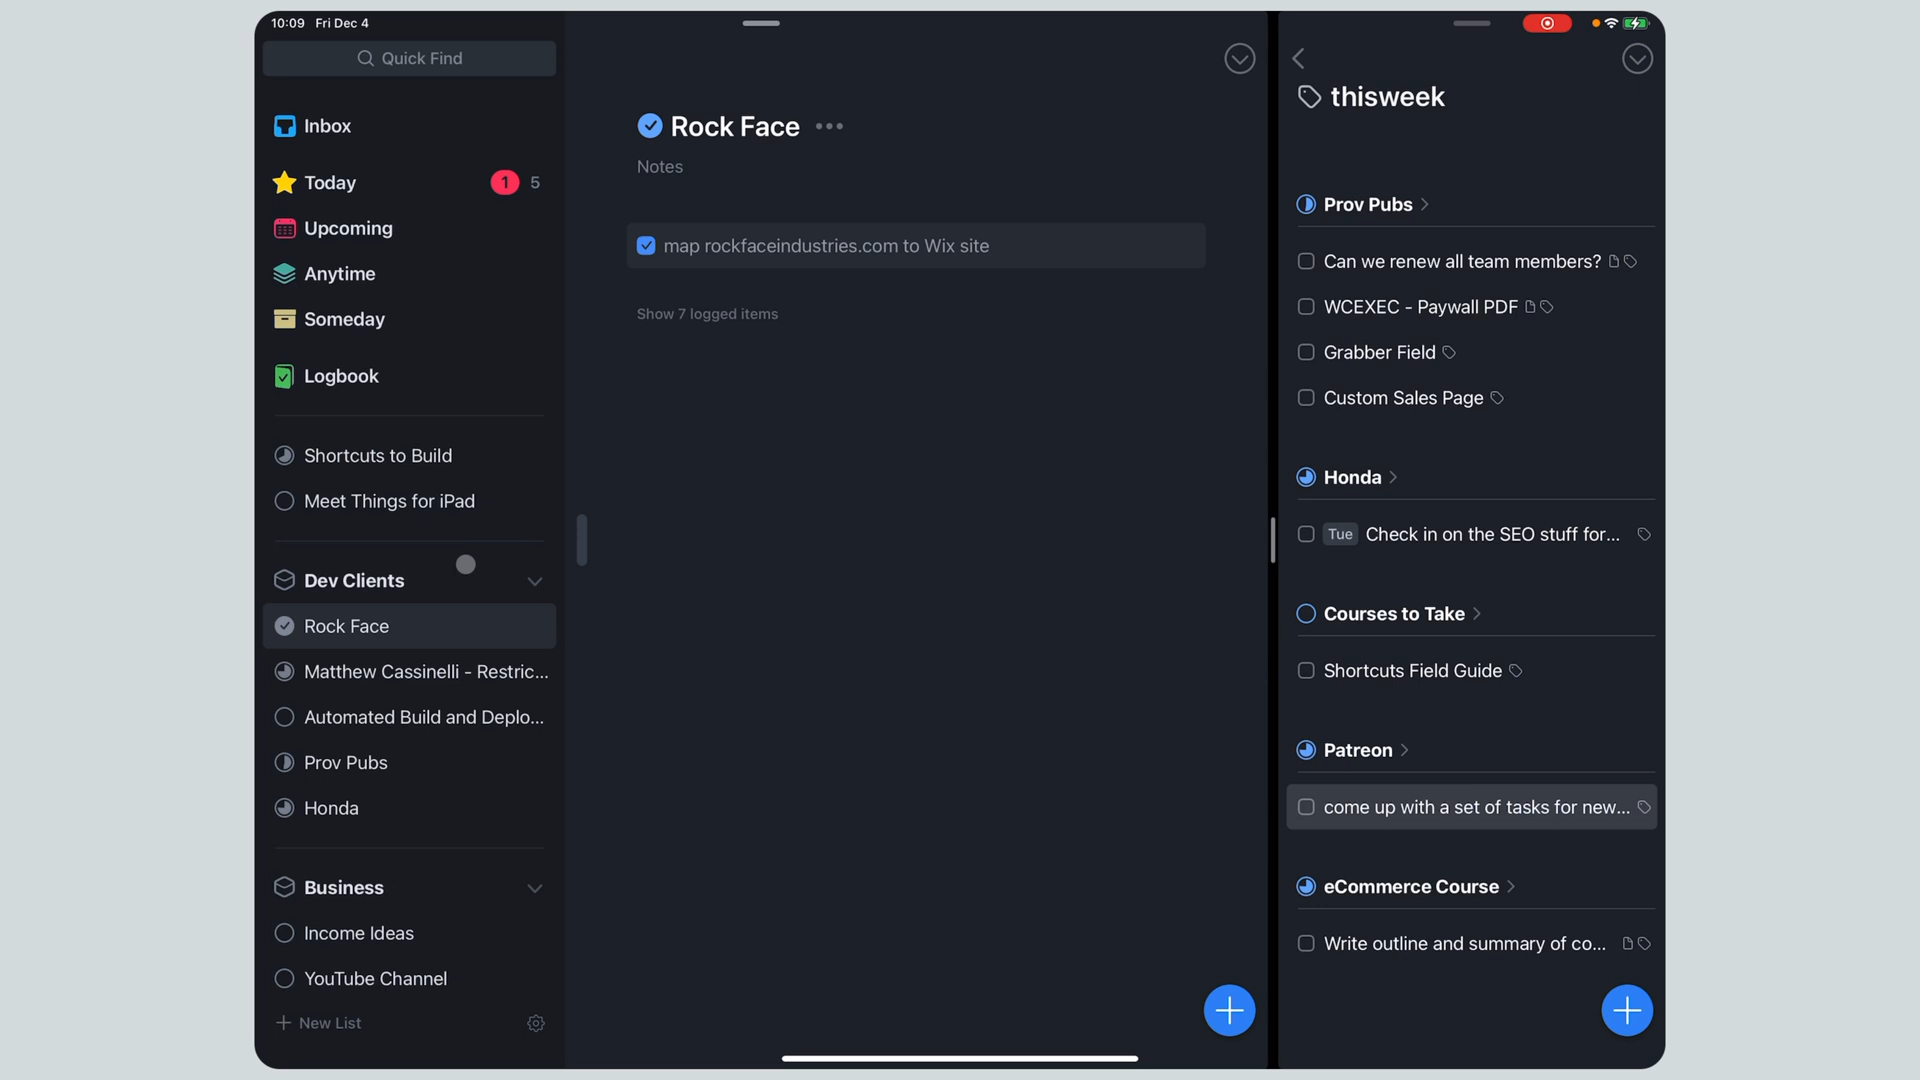 10:09 Fri Dec 4
Quick Find
Inbox
Today 1 5
Upcoming
Anytime
Someday
Logbook
Shortcuts to Build
Meet Things for iPad
Dev Clients
Rock Face
Matthew Cassinelli - Restric...
Automated Build and Deplo...
Prov Pubs
Honda
Business
Income Ideas
YouTube Channel
New List
Rock Face
Notes
map rockfaceindustries.com to Wix site
Show 7 logged items
thisweek
Prov Pubs
Can we renew all team members?
WCEXEC - Paywall PDF
Grabber Field
Custom Sales Page
Honda
Tue Check in on the SEO stuff for...
Courses to Take
Shortcuts Field Guide
Patreon
come up with a set of tasks for new...
eCommerce Course
Write outline and summary of co...